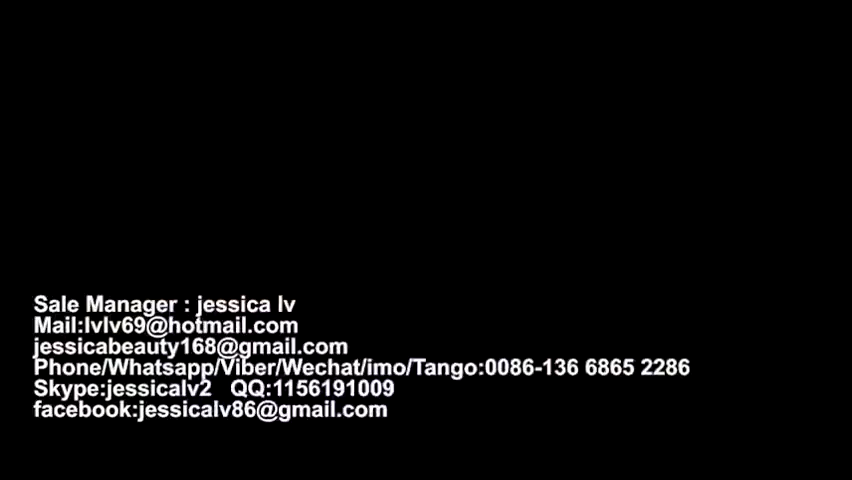 Sale Manager : jessica lv
Mail:lvlv69@hotmail.com
jessicabeauty168@gmail.com
Phone/Whatsapp/Viber/Wechat/imo/Tango:0086-136 6865 2286
Skype:jessicalv2   QQ:1156191009
facebook:jessicalv86@gmail.com